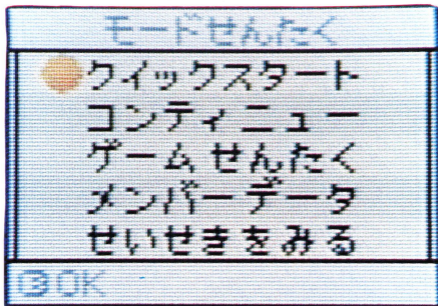 モードせんたく
クイックスタート
コンティニュー
ゲームせんたく
メンバーデータ
せいせきをみる
ⒷOK